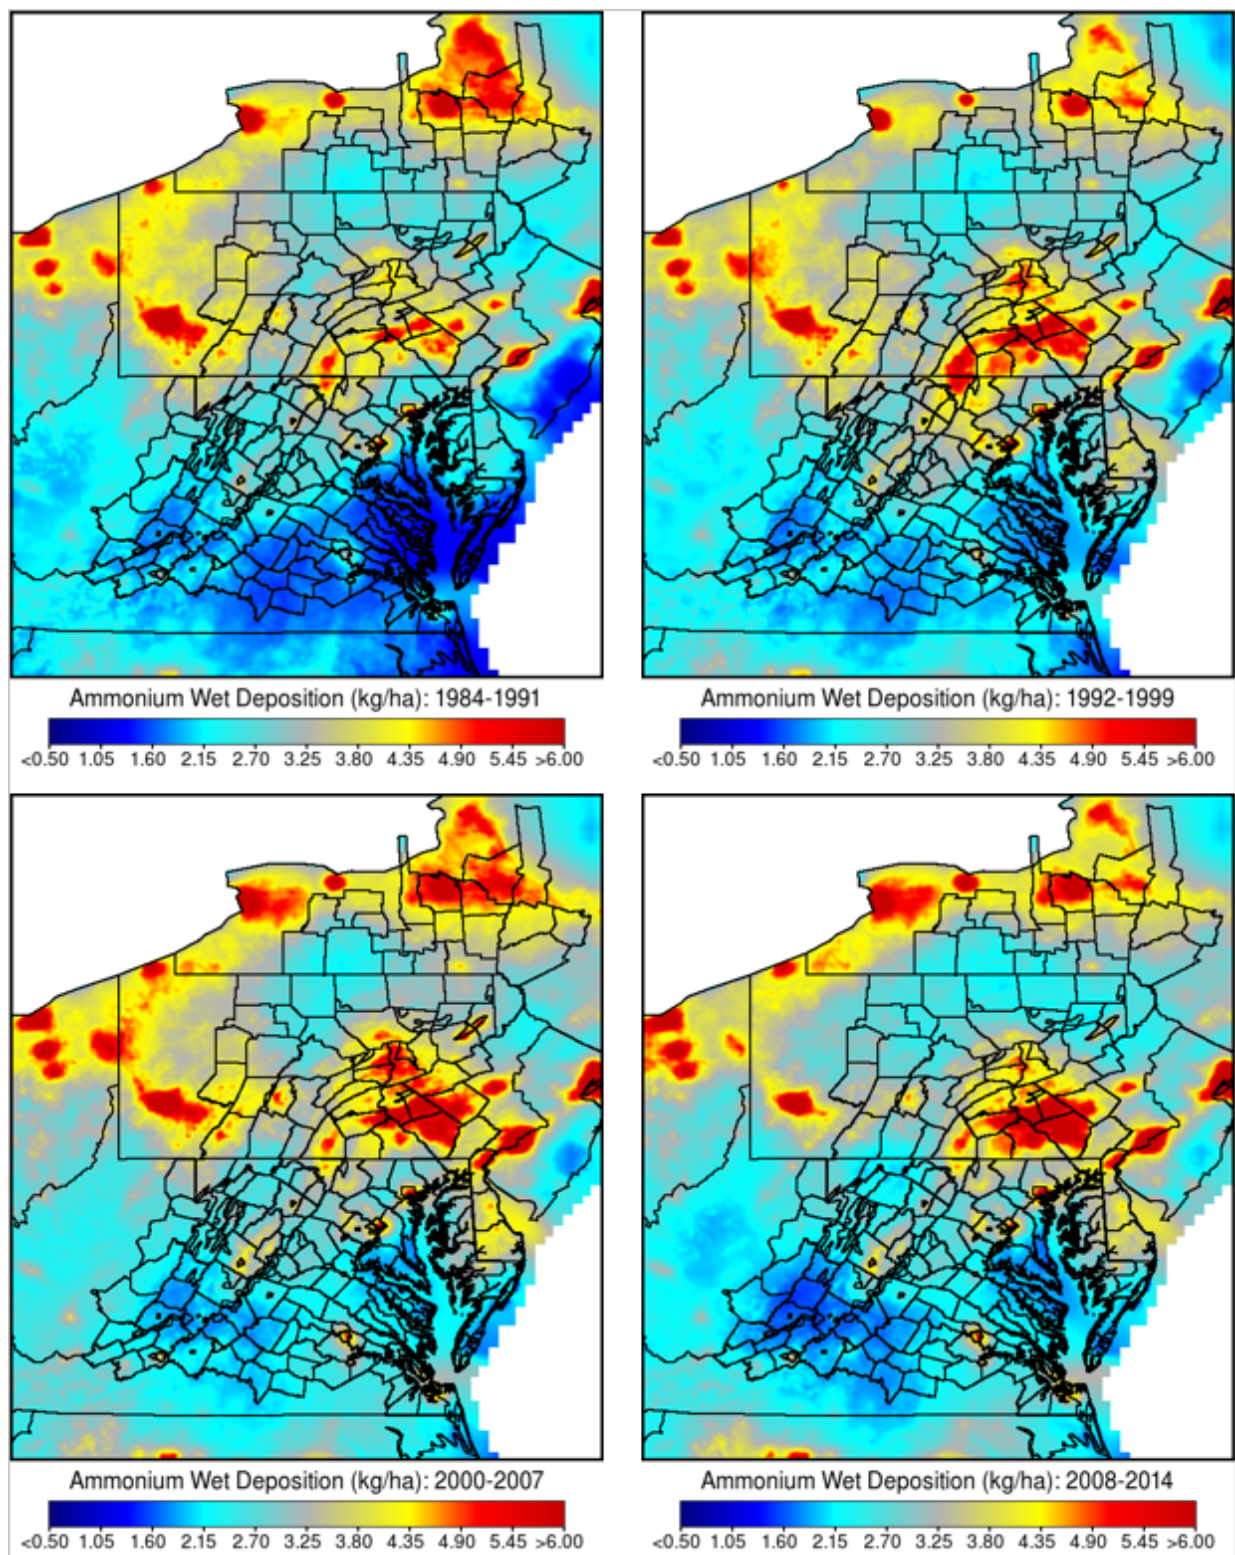 Ammonium Wet Deposition (kg/ha): 1984-1991
<0.50 1.05 1.60 2.15 2.70 3.25 3.80 4.35 4.90 5.45 >6.00
Ammonium Wet Deposition (kg/ha): 1992-1999
<0.50 1.05 1.60 2.15 2.70 3.25 3.80 4.35 4.90 5.45 >6.00
Ammonium Wet Deposition (kg/ha): 2000-2007
<0.50 1.05 1.60 2.15 2.70 3.25 3.80 4.35 4.90 5.45 >6.00
Ammonium Wet Deposition (kg/ha): 2008-2014
<0.50 1.05 1.60 2.15 2.70 3.25 3.80 4.35 4.90 5.45 >6.00